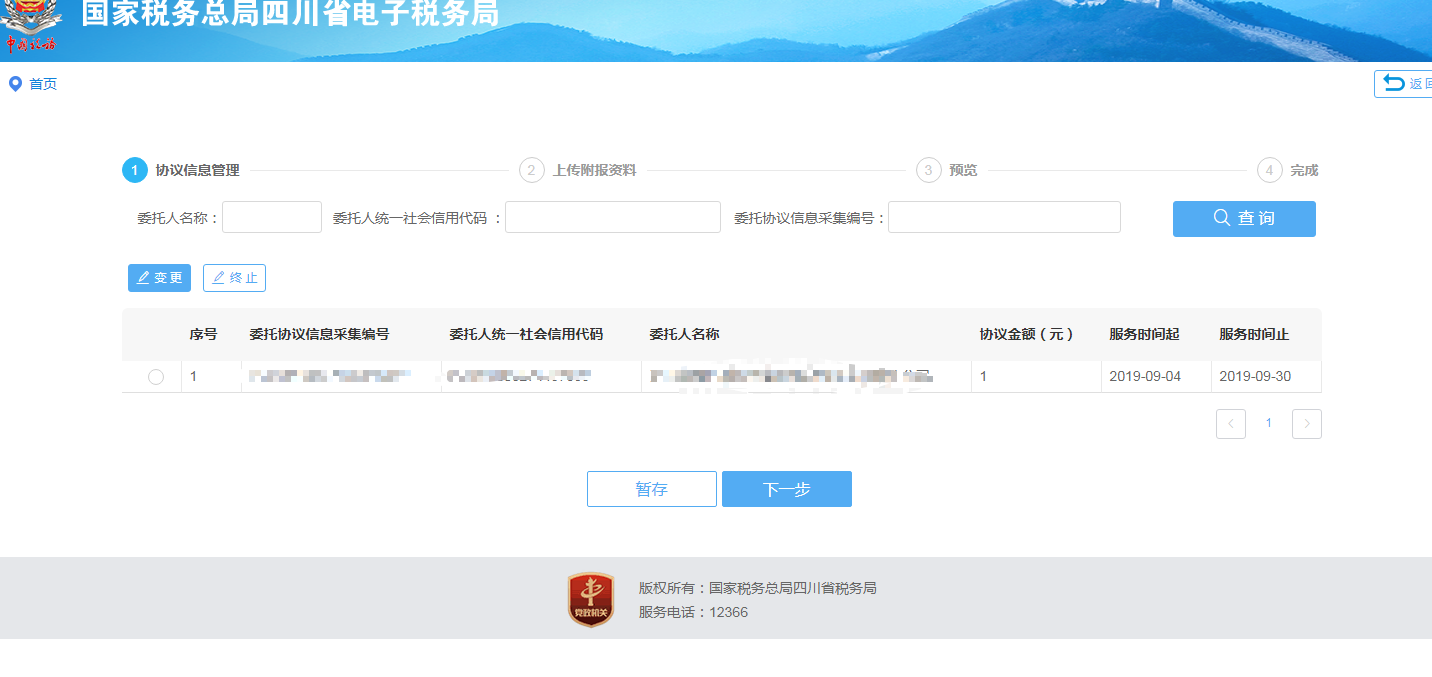 国家税务总局四川省电子税务局
中国税务
首页
返回
1 协议信息管理 2 上传附报资料 3 预览 4 完成
委托人名称： 委托人统一社会信用代码 ： 委托协议信息采集编号： 查询
变更 终止
序号 委托协议信息采集编号 委托人统一社会信用代码 委托人名称 协议金额（元） 服务时间起 服务时间止
1 公司 1 2019-09-04 2019-09-30
1
暂存 下一步
党政机关
版权所有：国家税务总局四川省税务局
服务电话：12366